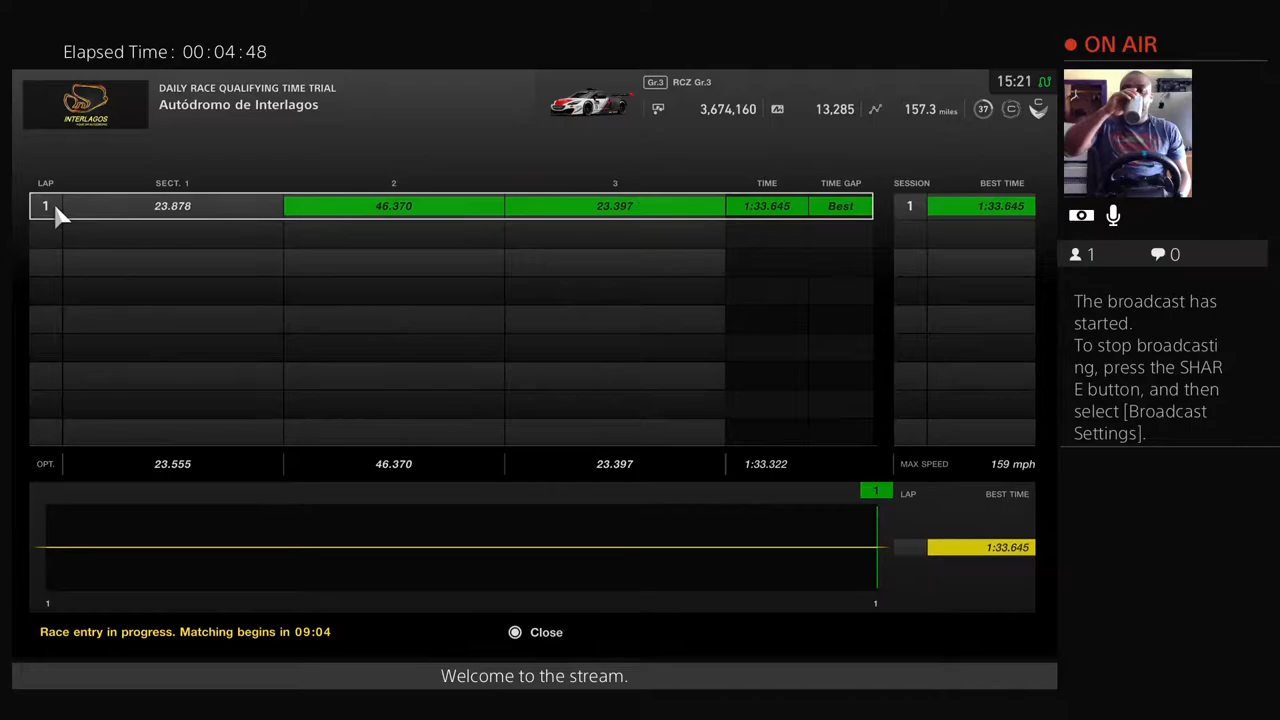 Elapsed Time: 00:04:48
ON AIR
INTERLAGOS
DAILY RACE QUALIFYING TIME TRIAL
Autódromo de Interlagos
Gr.3 RCZ Gr.3
3,674,160 13,285 157.3 miles 37 C C
15:21
LAP SECT. 1 2 3 TIME TIME GAP SESSION BEST TIME
1 23.878 46.370 23.397 1:33.645 Best 1 1:33.645
OPT. 23.555 46.370 23.397 1:33.322 MAX SPEED 159 mph
1 LAP BEST TIME
1:33.645
1 1
Race entry in progress. Matching begins in 09:04 Close
Welcome to the stream.
1 0
The broadcast has
started.
To stop broadcasti
ng, press the SHAR
E button, and then
select [Broadcast
Settings].